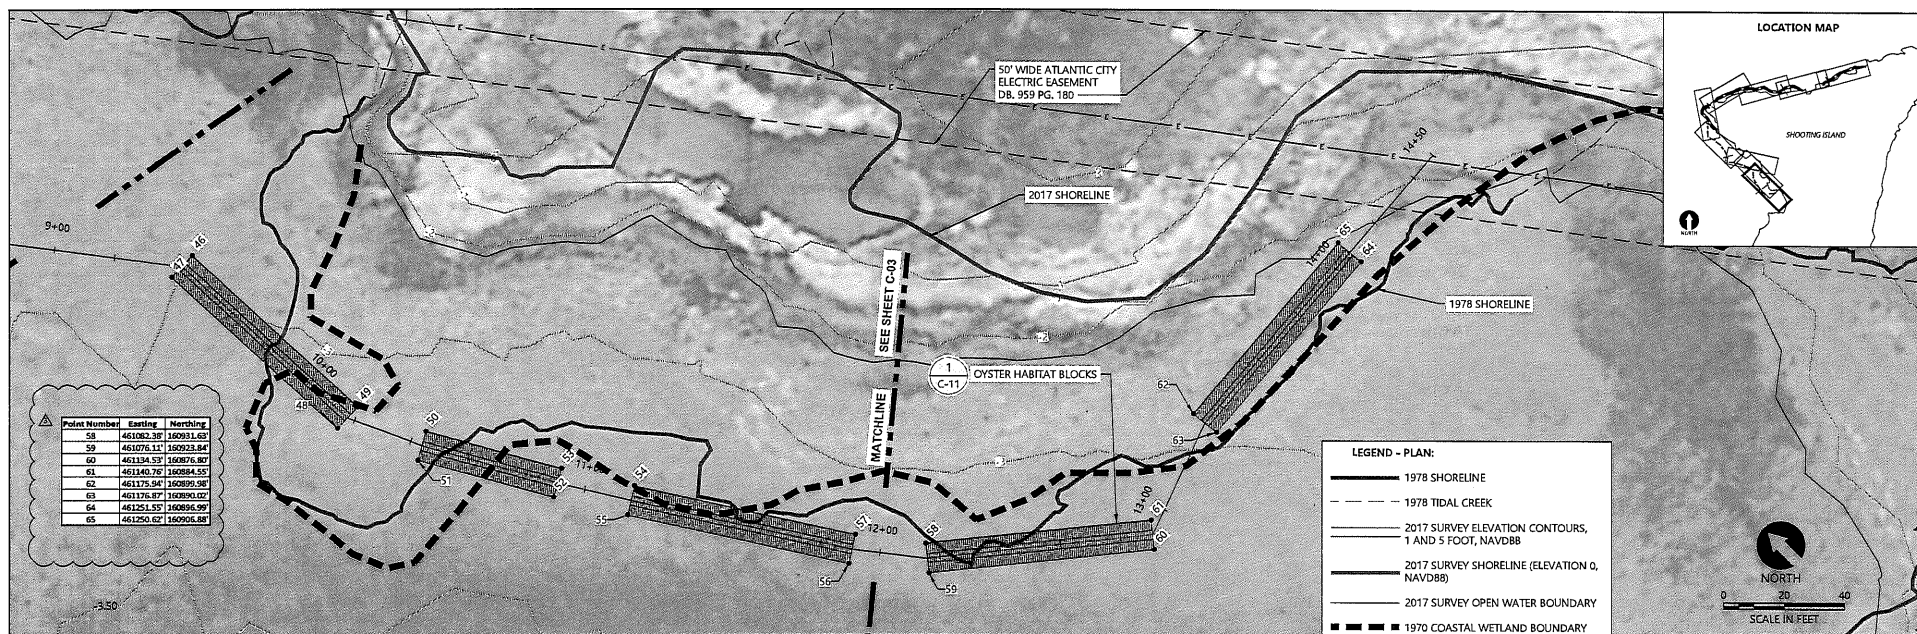 50' WIDE ATLANTIC CITY
ELECTRIC EASEMENT
DB. 959 PG. 180
2017 SHORELINE
1978 SHORELINE
LOCATION MAP
SHOOTING ISLAND
NORTH
9+00
10+00
12+00
13+00
14+00
14+50
46
47
48
49
50
51
52
53
54
55
56
57
58
59
60
61
62
63
64
65
SEE SHEET C-03
MATCHLINE
1
C-11
OYSTER HABITAT BLOCKS
-3
-2
-3.50
Point Number Easting Northing
58 461082.38' 160931.63'
59 461076.11' 160923.84'
60 461134.53' 160876.80'
61 461140.76' 160884.55'
62 461175.94' 160899.98'
63 461176.87' 160890.02'
64 461251.55' 160896.99'
65 461250.62' 160906.88'
LEGEND - PLAN:
1978 SHORELINE
1978 TIDAL CREEK
2017 SURVEY ELEVATION CONTOURS,
1 AND 5 FOOT, NAVD88
2017 SURVEY SHORELINE (ELEVATION 0,
NAVD88)
2017 SURVEY OPEN WATER BOUNDARY
1970 COASTAL WETLAND BOUNDARY
NORTH
0 20 40
SCALE IN FEET